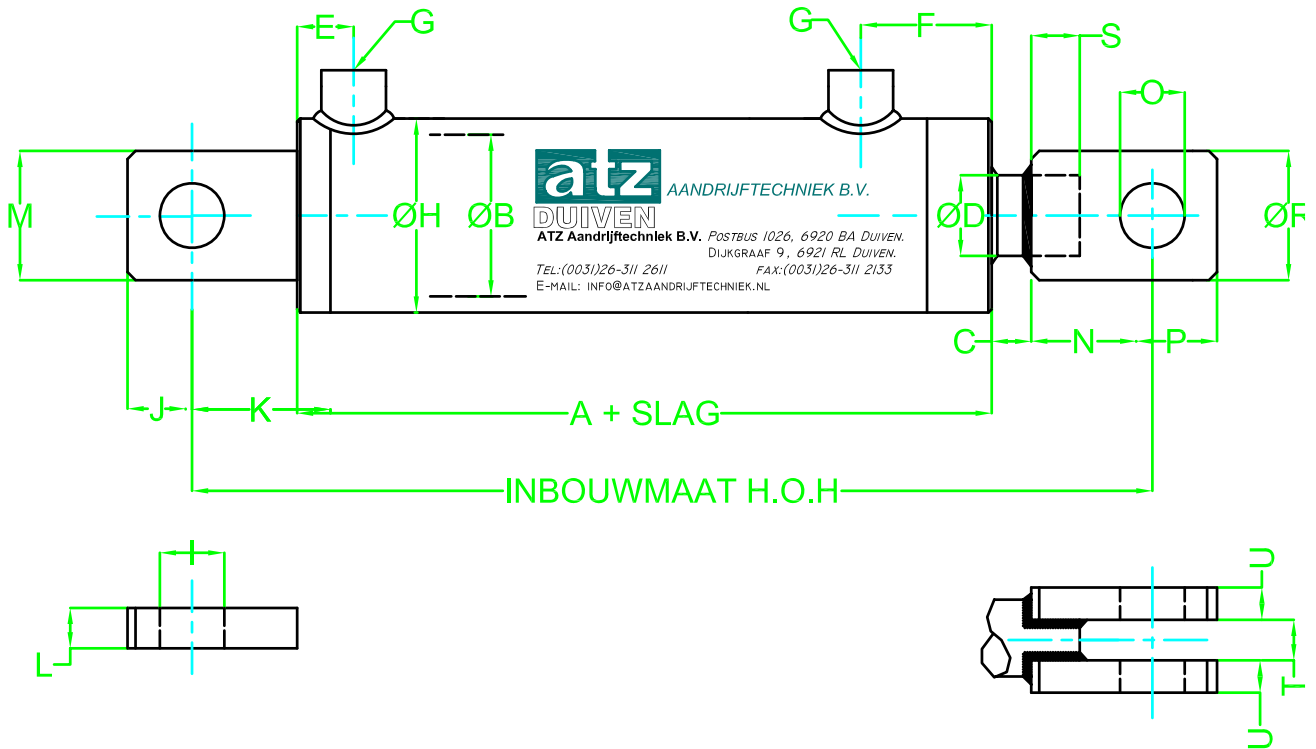 E
G
G
F
S
O
M
ØH
ØB
atz
AANDRIJFTECHNIEK B.V.
DUIVEN
ATZ Aandrijftechniek B.V. POSTBUS 1026, 6920 BA DUIVEN.
DIJKGRAAF 9, 6921 RL DUIVEN.
TEL:(0031)26-311 2611 FAX:(0031)26-311 2133
E-MAIL: INFO@ATZAANDRIJFTECHNIEK.NL
ØD
ØR
C
N
P
J
K
A + SLAG
INBOUWMAAT H.O.H
I
L
U
T
U